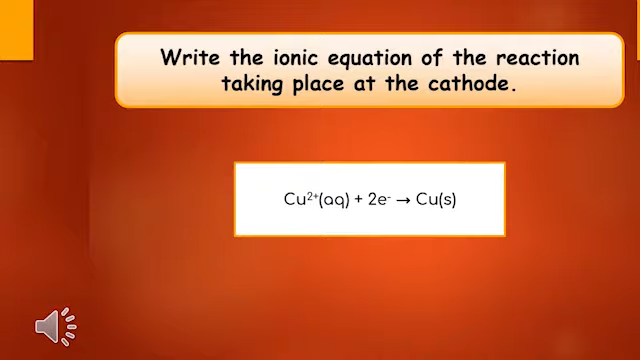 Write the ionic equation of the reaction
taking place at the cathode.
Cu²⁺(aq) + 2e⁻ → Cu(s)